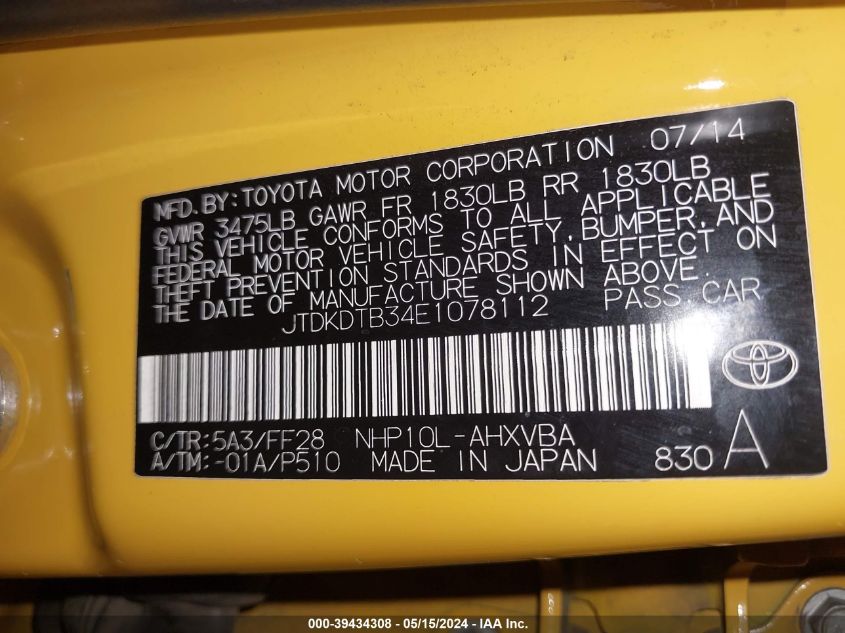 MFD. BY: TOYOTA MOTOR CORPORATION 07/14
GVWR 3475LB GAWR FR 1830LB RR 1830LB
THIS VEHICLE CONFORMS TO ALL APPLICABLE
FEDERAL MOTOR VEHICLE SAFETY, BUMPER, AND
THEFT PREVENTION STANDARDS IN EFFECT ON
THE DATE OF MANUFACTURE SHOWN ABOVE.
JTDKDTB34E1078112 PASS CAR
C/TR: 5A3/FF28 NHP10L-AHXVBA
A/TM: -01A/P510 MADE IN JAPAN 830 A
000-39434308 - 05/15/2024 - IAA Inc.